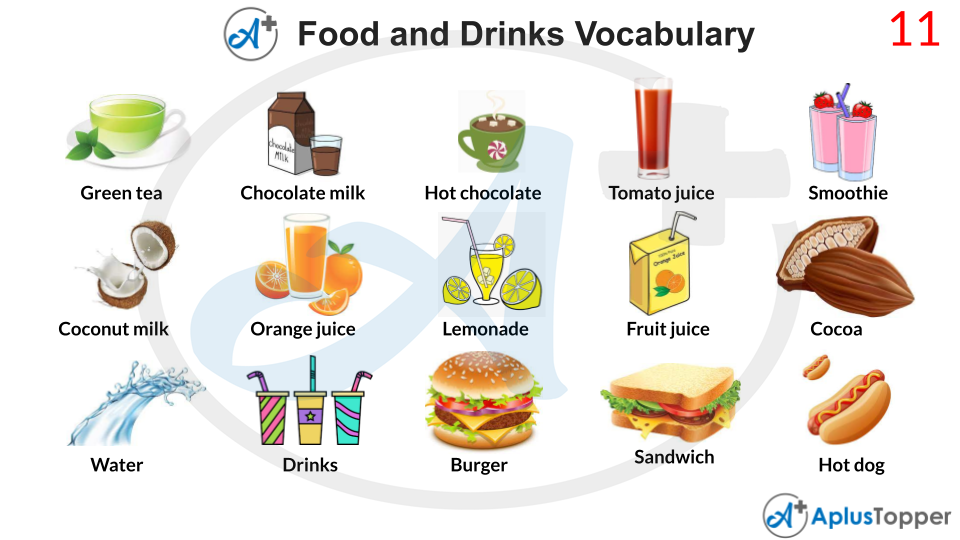 A+ Food and Drinks Vocabulary 11
chocolate
Milk
Green tea Chocolate milk Hot chocolate Tomato juice Smoothie
Orange Juice
Coconut milk Orange juice Lemonade Fruit juice Cocoa
Water Drinks Burger Sandwich Hot dog
A+ AplusTopper